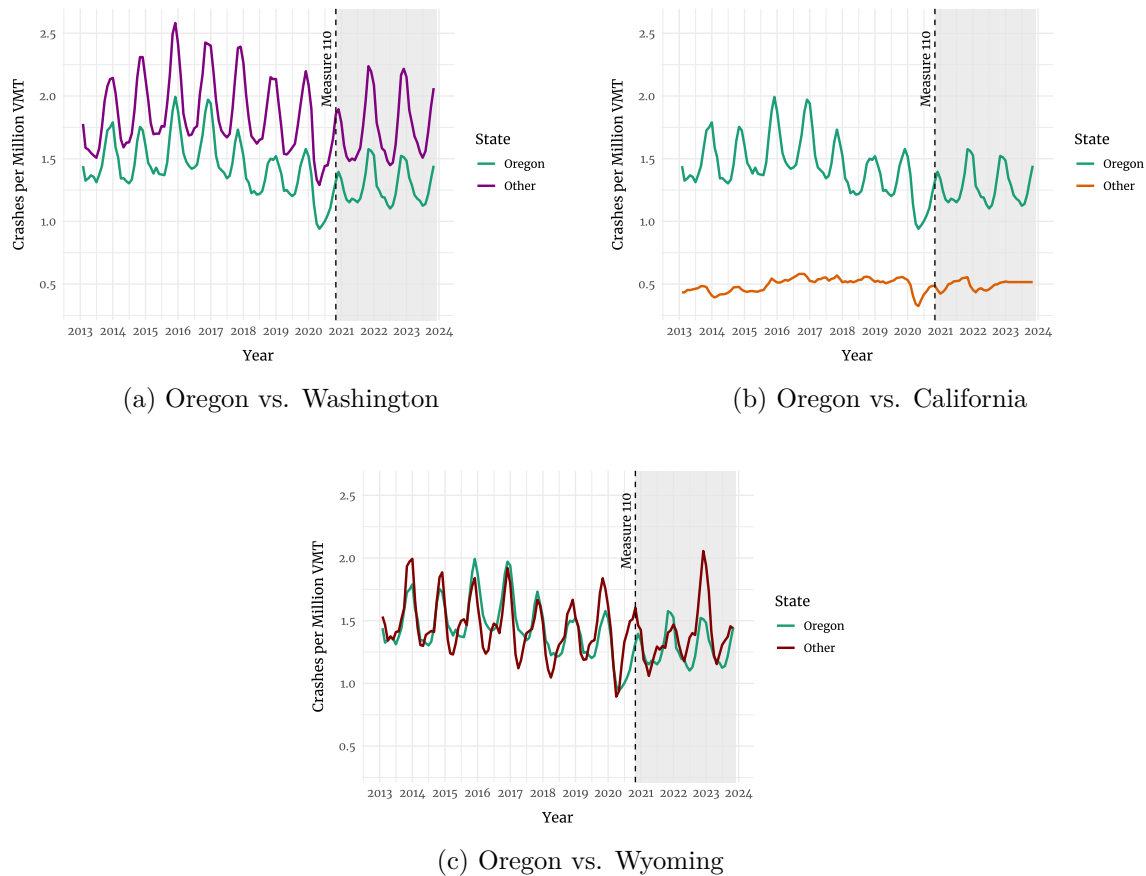 2.5
2.0
1.5
1.0
0.5
Crashes per Million VMT
Measure 110
2013 2014 2015 2016 2017 2018 2019 2020 2021 2022 2023 2024
Year
State
Oregon
Other
(a) Oregon vs. Washington
2.5
2.0
1.5
1.0
0.5
Crashes per Million VMT
Measure 110
2013 2014 2015 2016 2017 2018 2019 2020 2021 2022 2023 2024
Year
State
Oregon
Other
(b) Oregon vs. California
2.5
2.0
1.5
1.0
0.5
Crashes per Million VMT
Measure 110
2013 2014 2015 2016 2017 2018 2019 2020 2021 2022 2023 2024
Year
State
Oregon
Other
(c) Oregon vs. Wyoming